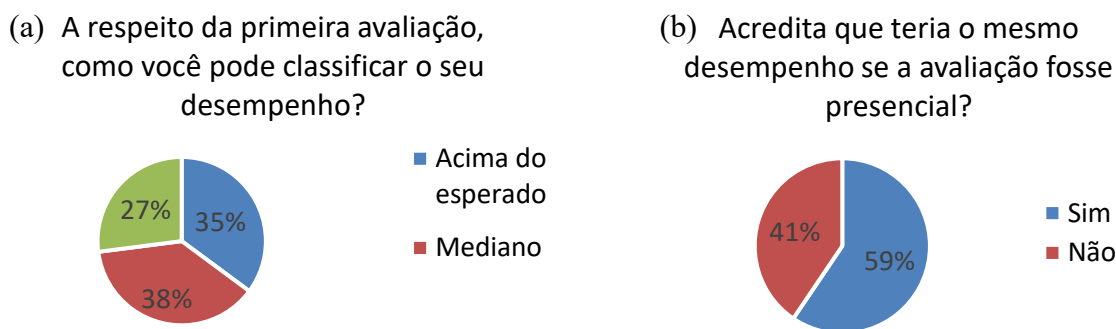 (a) A respeito da primeira avaliação,
como você pode classificar o seu
desempenho?
Acima do
esperado
Mediano
27%
35%
38%
(b) Acredita que teria o mesmo
desempenho se a avaliação fosse
presencial?
Sim
Não
41%
59%